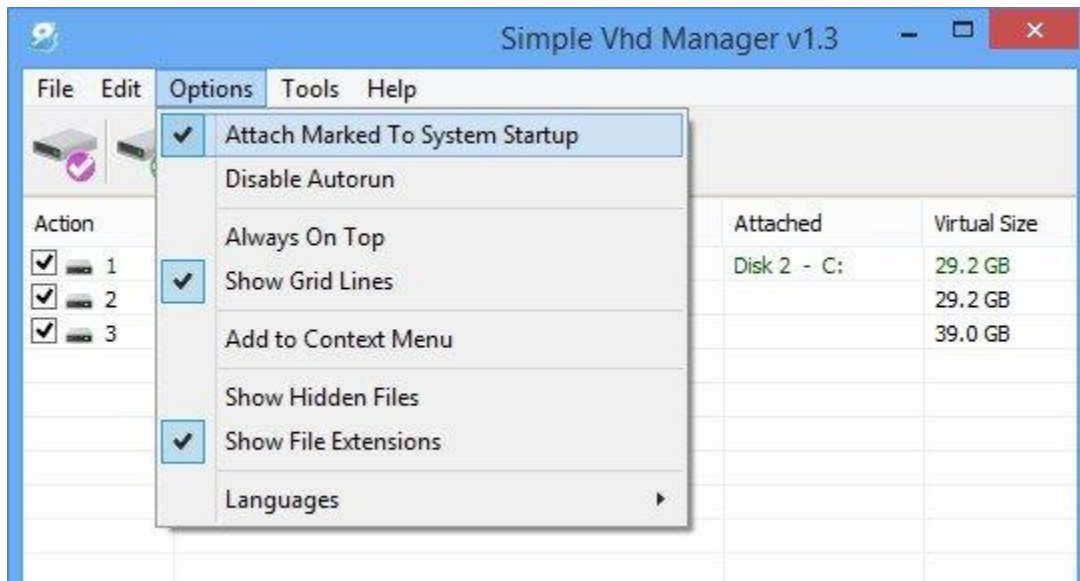 Simple Vhd Manager v1.3
File Edit Options Tools Help
Attach Marked To System Startup
Disable Autorun
Always On Top
Show Grid Lines
Add to Context Menu
Show Hidden Files
Show File Extensions
Languages
Action Attached Virtual Size
1 Disk 2 - C: 29.2 GB
2 29.2 GB
3 39.0 GB